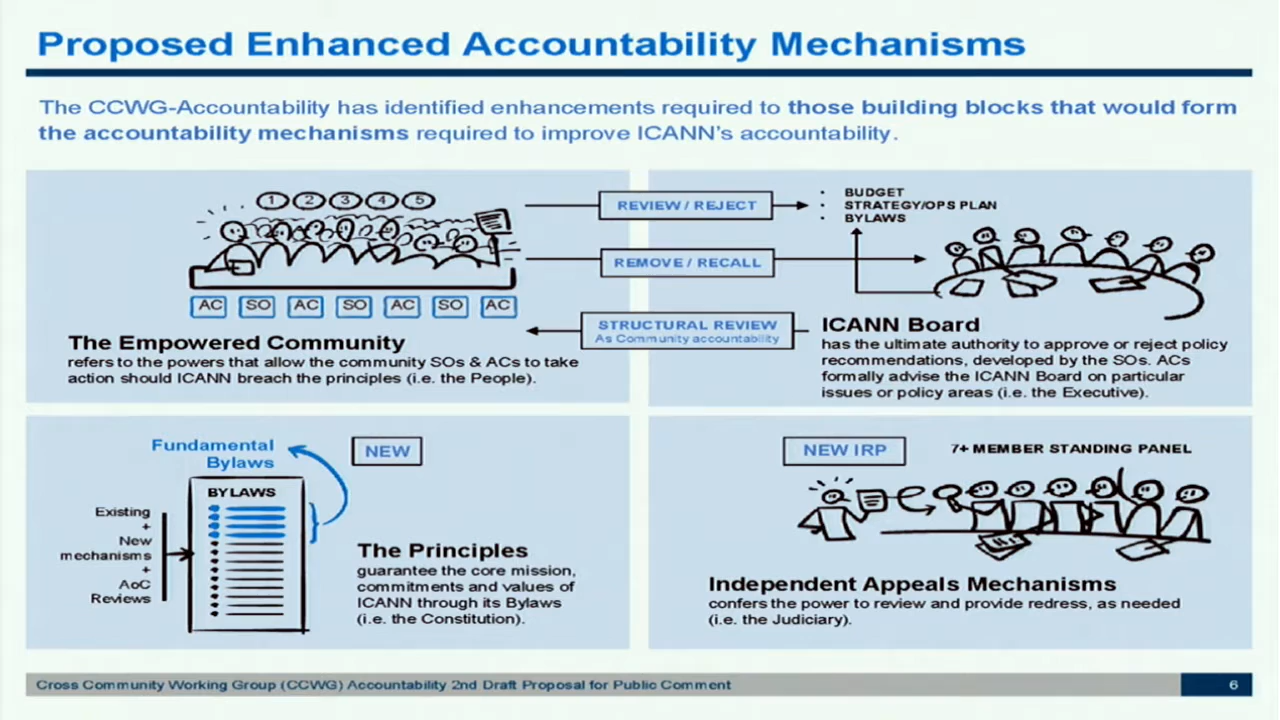 Proposed Enhanced Accountability Mechanisms
The CCWG-Accountability has identified enhancements required to those building blocks that would form
the accountability mechanisms required to improve ICANN's accountability.
1 2 3 4 5
AC SO AC SO AC SO AC
The Empowered Community
refers to the powers that allow the community SOs & ACs to take
action should ICANN breach the principles (i.e. the People).
REVIEW / REJECT
REMOVE / RECALL
STRUCTURAL REVIEW
As Community accountability
• BUDGET
• STRATEGY/OPS PLAN
• BYLAWS
ICANN Board
has the ultimate authority to approve or reject policy
recommendations, developed by the SOs. ACs
formally advise the ICANN Board on particular
issues or policy areas (i.e. the Executive).
Fundamental
Bylaws
NEW
BYLAWS
Existing
+
New
mechanisms
+
AoC
Reviews
The Principles
guarantee the core mission,
commitments and values of
ICANN through its Bylaws
(i.e. the Constitution).
NEW IRP
7+ MEMBER STANDING PANEL
Independent Appeals Mechanisms
confers the power to review and provide redress, as needed
(i.e. the Judiciary).
Cross Community Working Group (CCWG) Accountability 2nd Draft Proposal for Public Comment
6